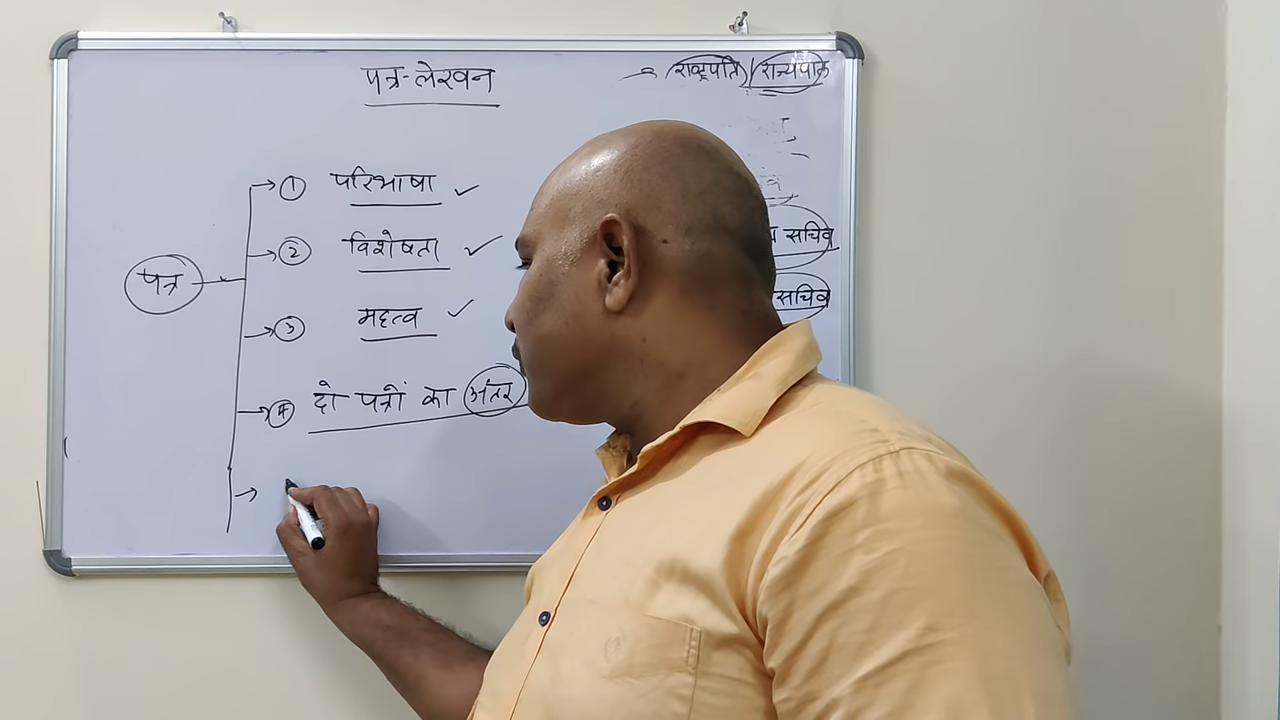 पत्र-लेखन
(राष्ट्रपति)/राज्यपाल
① परिभाषा ✓
सचिव
② विशेषता ✓
पत्र
सचिव
③ महत्व ✓
④ दो पत्रों का अंतर